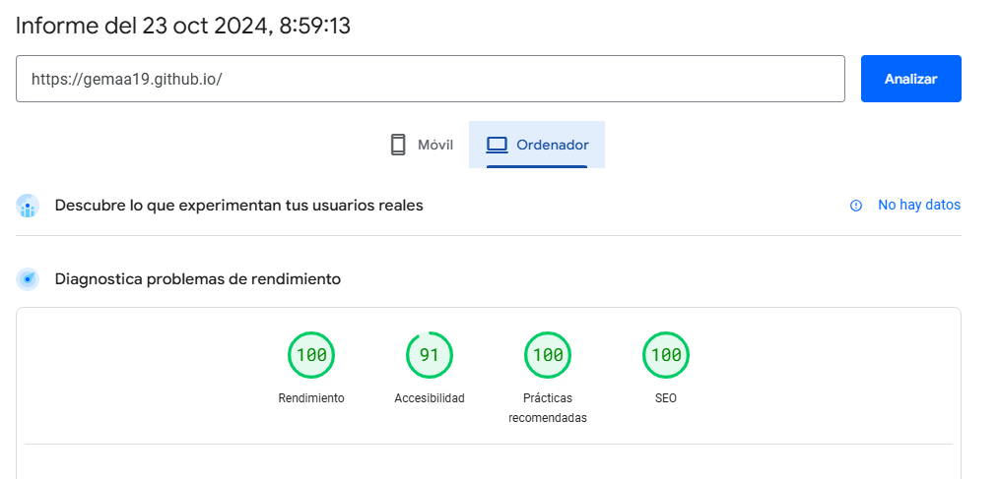 Informe del 23 oct 2024, 8:59:13
https://gemaa19.github.io/
Analizar
Móvil
Ordenador
Descubre lo que experimentan tus usuarios reales
No hay datos
Diagnostica problemas de rendimiento
100
91
100
100
Rendimiento
Accesibilidad
Prácticas
recomendadas
SEO